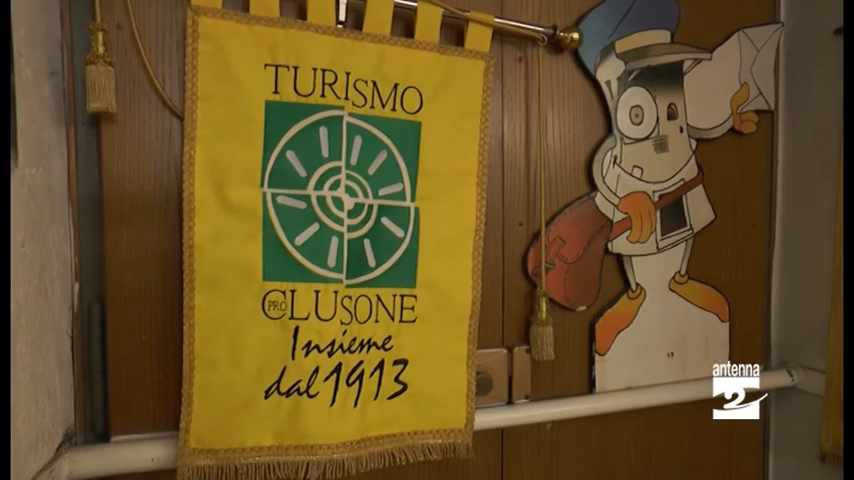 TURISMO
PRO CLUSONE
Insieme
dal 1913
antenna
2